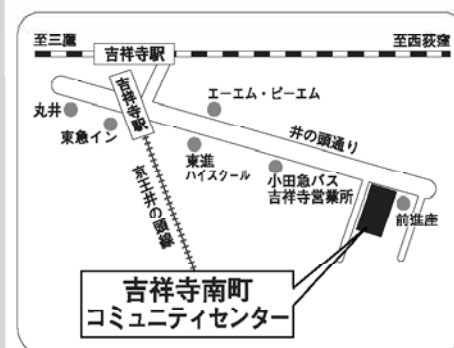 至三鷹
吉祥寺駅
至西荻窪
吉祥寺駅
丸井
東急イン
エーエム・ピーエム
井の頭通り
東進
ハイスクール
小田急バス
吉祥寺営業所
前進座
京王井の頭線
吉祥寺南町
コミュニティセンター